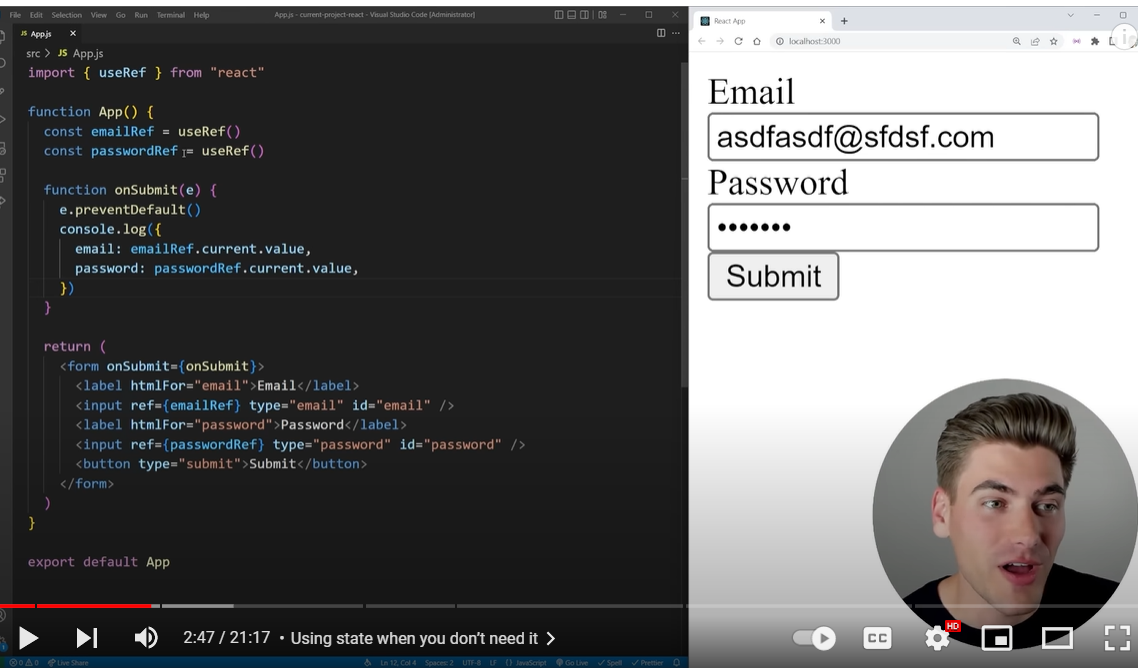 File Edit Selection View Go Run Terminal Help
App.js - current-project-react - Visual Studio Code [Administrator]
JS App.js
src > JS App.js
import { useRef } from "react"
function App() {
const emailRef = useRef()
const passwordRef = useRef()
function onSubmit(e) {
e.preventDefault()
console.log({
email: emailRef.current.value,
password: passwordRef.current.value,
})
}
return (
<form onSubmit={onSubmit}>
<label htmlFor="email">Email</label>
<input ref={emailRef} type="email" id="email" />
<label htmlFor="password">Password</label>
<input ref={passwordRef} type="password" id="password" />
<button type="submit">Submit</button>
</form>
)
}
export default App
React App
localhost:3000
Email
asdfasdf@sfdsf.com
Password
•••••••
Submit
2:47 / 21:17 • Using state when you don't need it >
CC
HD
0 0 Live Share
Ln 12, Col 4 Spaces: 2 UTF-8 LF {} JavaScript Go Live Spell Prettier